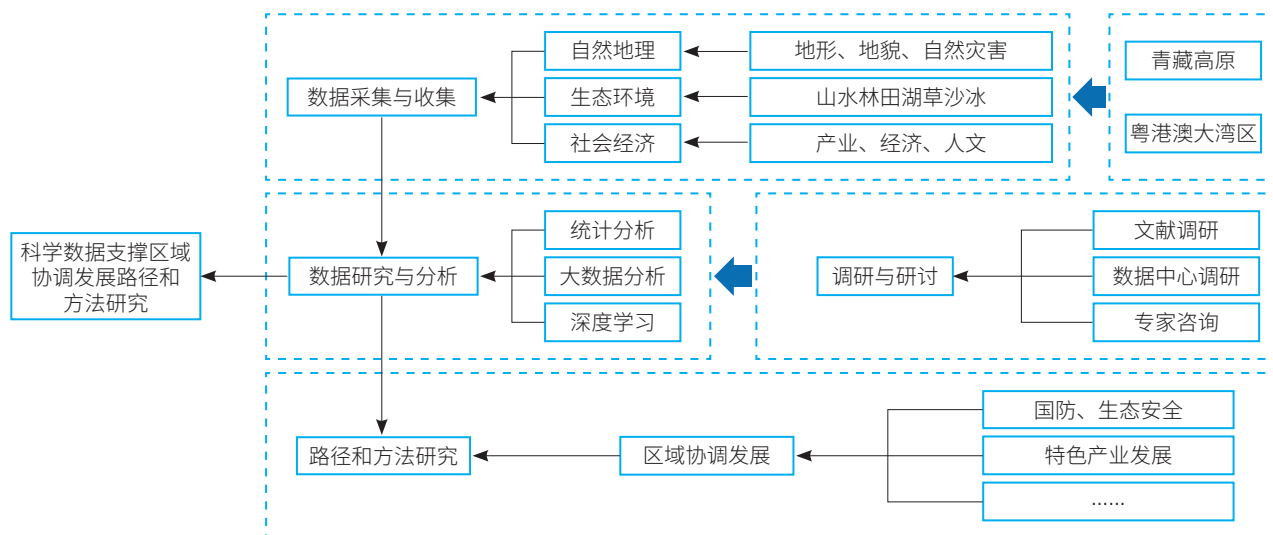 自然地理
地形、地貌、自然灾害
青藏高原
数据采集与收集
生态环境
山水林田湖草沙冰
粤港澳大湾区
社会经济
产业、经济、人文
统计分析
文献调研
科学数据支撑区域
协调发展路径和
方法研究
数据研究与分析
大数据分析
调研与研讨
数据中心调研
深度学习
专家咨询
国防、生态安全
路径和方法研究
区域协调发展
特色产业发展
……